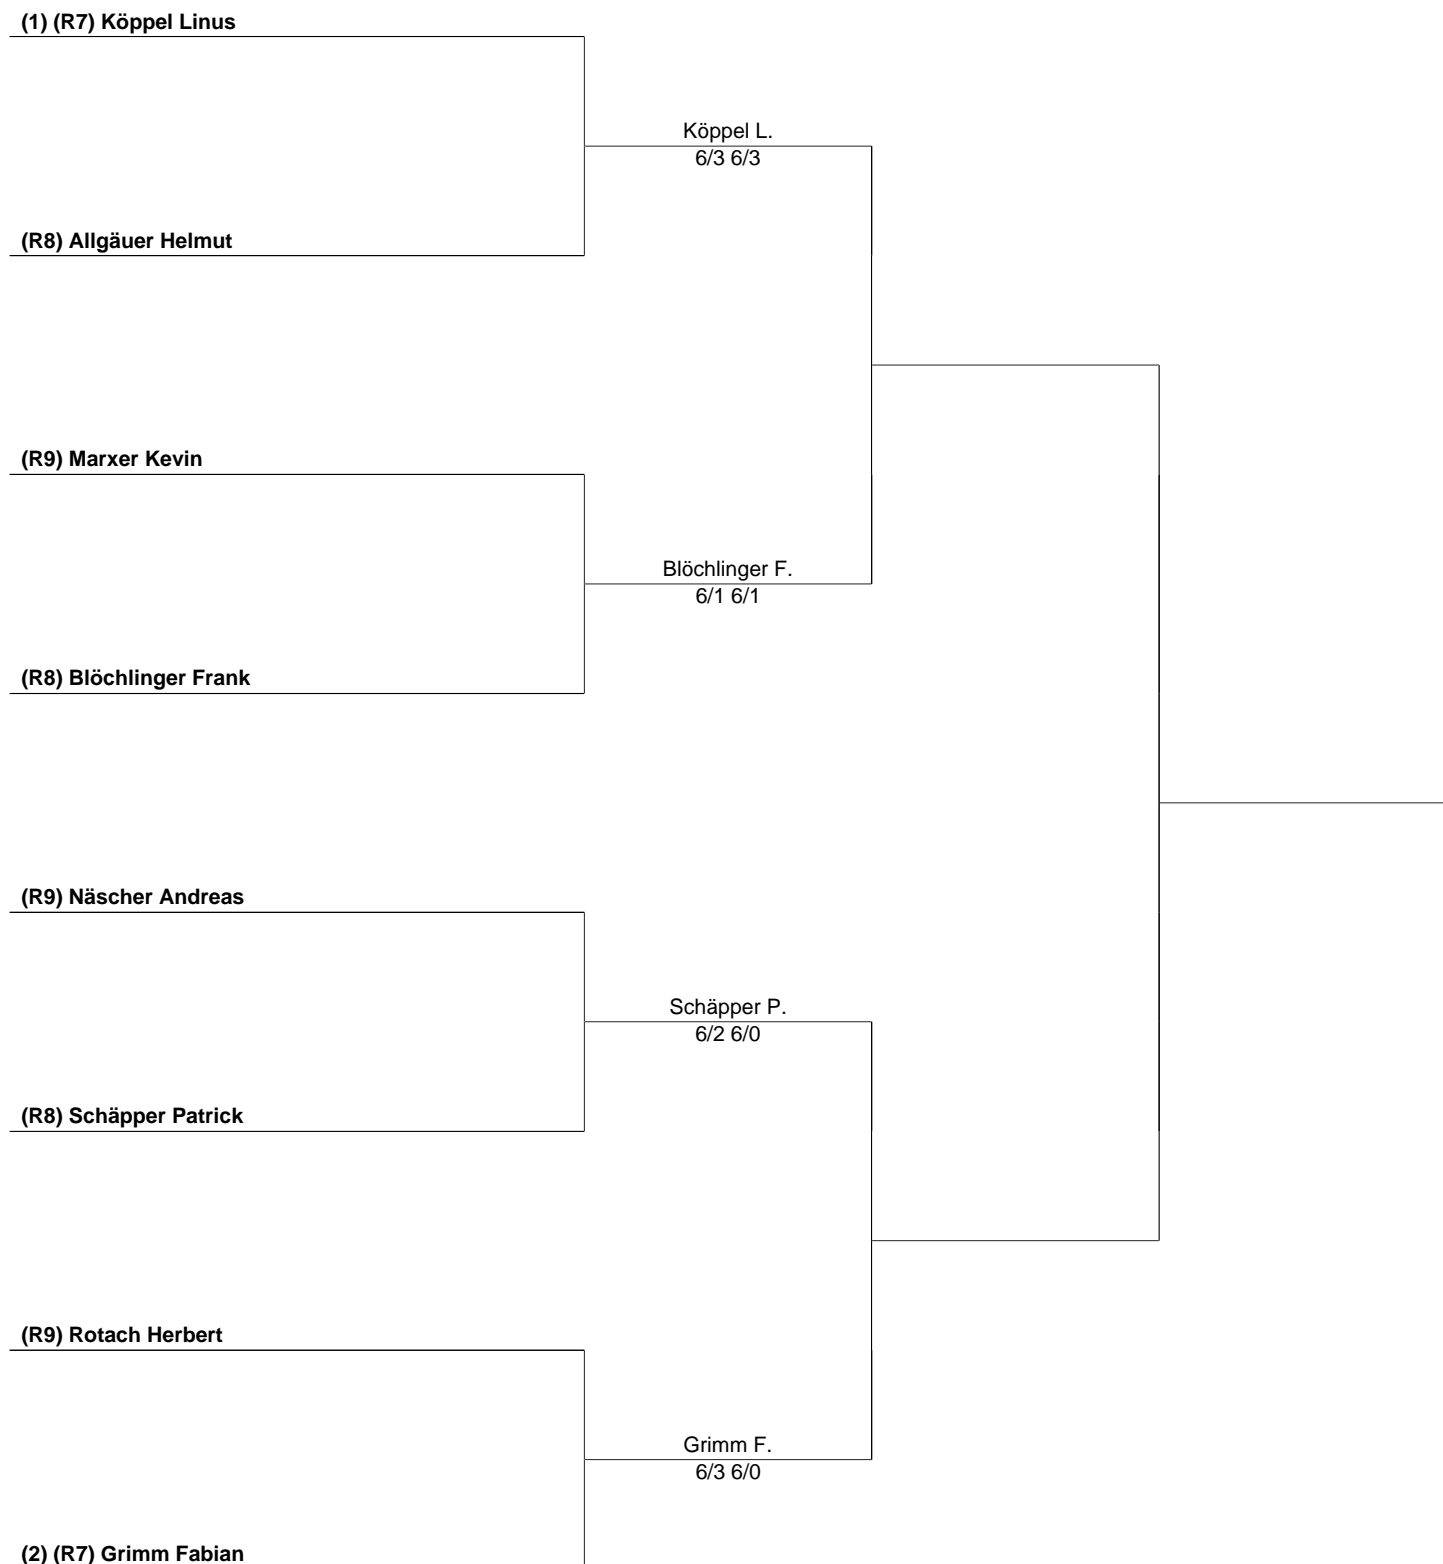 (1) (R7) Köppel Linus
Köppel L.
6/3 6/3
(R8) Allgäuer Helmut
(R9) Marxer Kevin
Blöchlinger F.
6/1 6/1
(R8) Blöchlinger Frank
(R9) Näscher Andreas
Schäpper P.
6/2 6/0
(R8) Schäpper Patrick
(R9) Rotach Herbert
Grimm F.
6/3 6/0
(2) (R7) Grimm Fabian